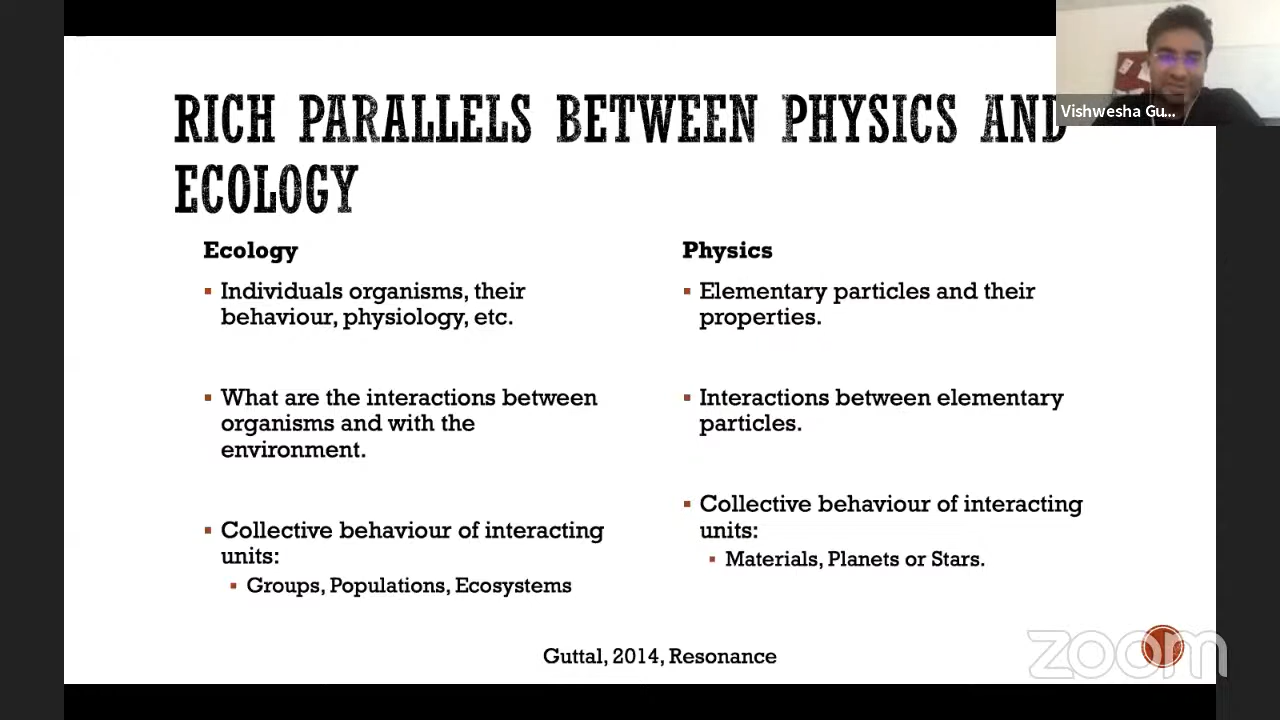 RICH PARALLELS BETWEEN PHYSICS AND
ECOLOGY
Vishwesha Gu...
Ecology
Individuals organisms, their
behaviour, physiology, etc.
What are the interactions between
organisms and with the
environment.
Collective behaviour of interacting
units:
Groups, Populations, Ecosystems
Physics
Elementary particles and their
properties.
Interactions between elementary
particles.
Collective behaviour of interacting
units:
Materials, Planets or Stars.
Guttal, 2014, Resonance
zoom